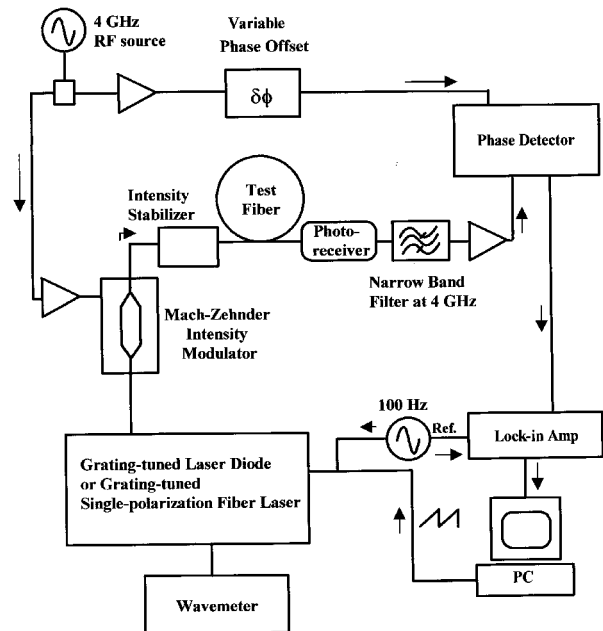 4 GHz
RF source
Variable
Phase Offset
δϕ
Phase Detector
Intensity
Stabilizer
Test
Fiber
Photo-
receiver
Narrow Band
Filter at 4 GHz
Mach-Zehnder
Intensity
Modulator
100 Hz
Ref.
Lock-in Amp
Grating-tuned Laser Diode
or Grating-tuned
Single-polarization Fiber Laser
PC
Wavemeter